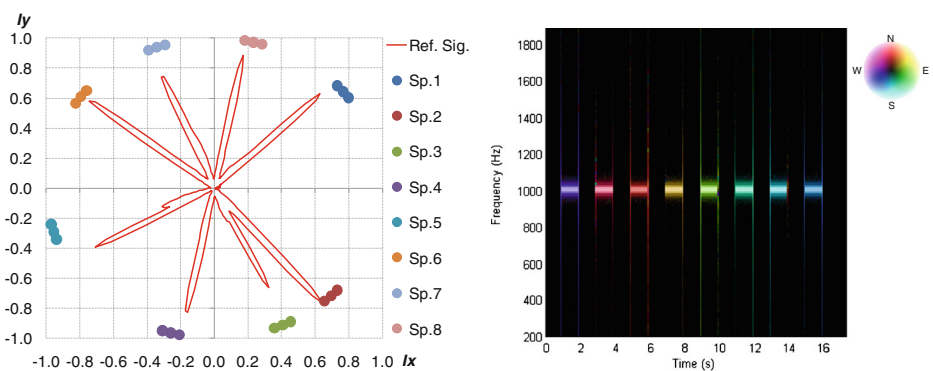 Iy
1.0
0.8
0.6
0.4
0.2
0.0
-0.2
-0.4
-0.6
-0.8
-1.0
-1.0 -0.8 -0.6 -0.4 -0.2 0.0 0.2 0.4 0.6 0.8 1.0 Ix
Ref. Sig.
Sp.1
Sp.2
Sp.3
Sp.4
Sp.5
Sp.6
Sp.7
Sp.8
Frequency (Hz)
1800
1600
1400
1200
1000
800
600
400
200
0 2 4 6 8 10 12 14 16
Time (s)
N
W E
S